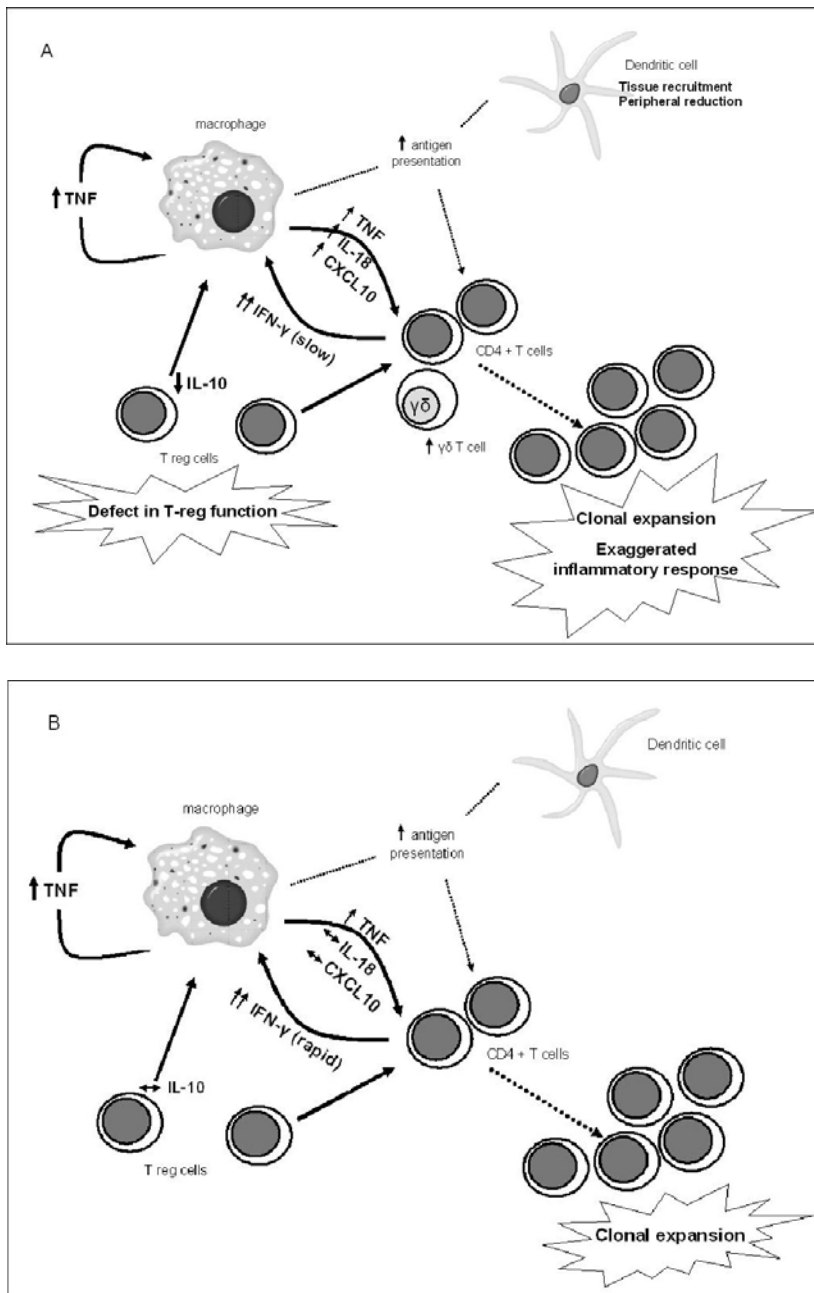 A
Dendritic cell
Tissue recruitment
Peripheral reduction
macrophage
↑ antigen
presentation
↑ TNF
↑ TNF
↑ IL-18
↑ CXCL10
↑↑ IFN-γ (slow)
CD4 + T cells
↓ IL-10
γδ
↑ γδ T cell
T reg cells
Defect in T-reg function
Clonal expansion
Exaggerated
inflammatory response
B
Dendritic cell
macrophage
↑ antigen
presentation
↑ TNF
↑ TNF
↔ IL-18
↔ CXCL10
↑↑ IFN-γ (rapid)
CD4 + T cells
↔ IL-10
T reg cells
Clonal expansion